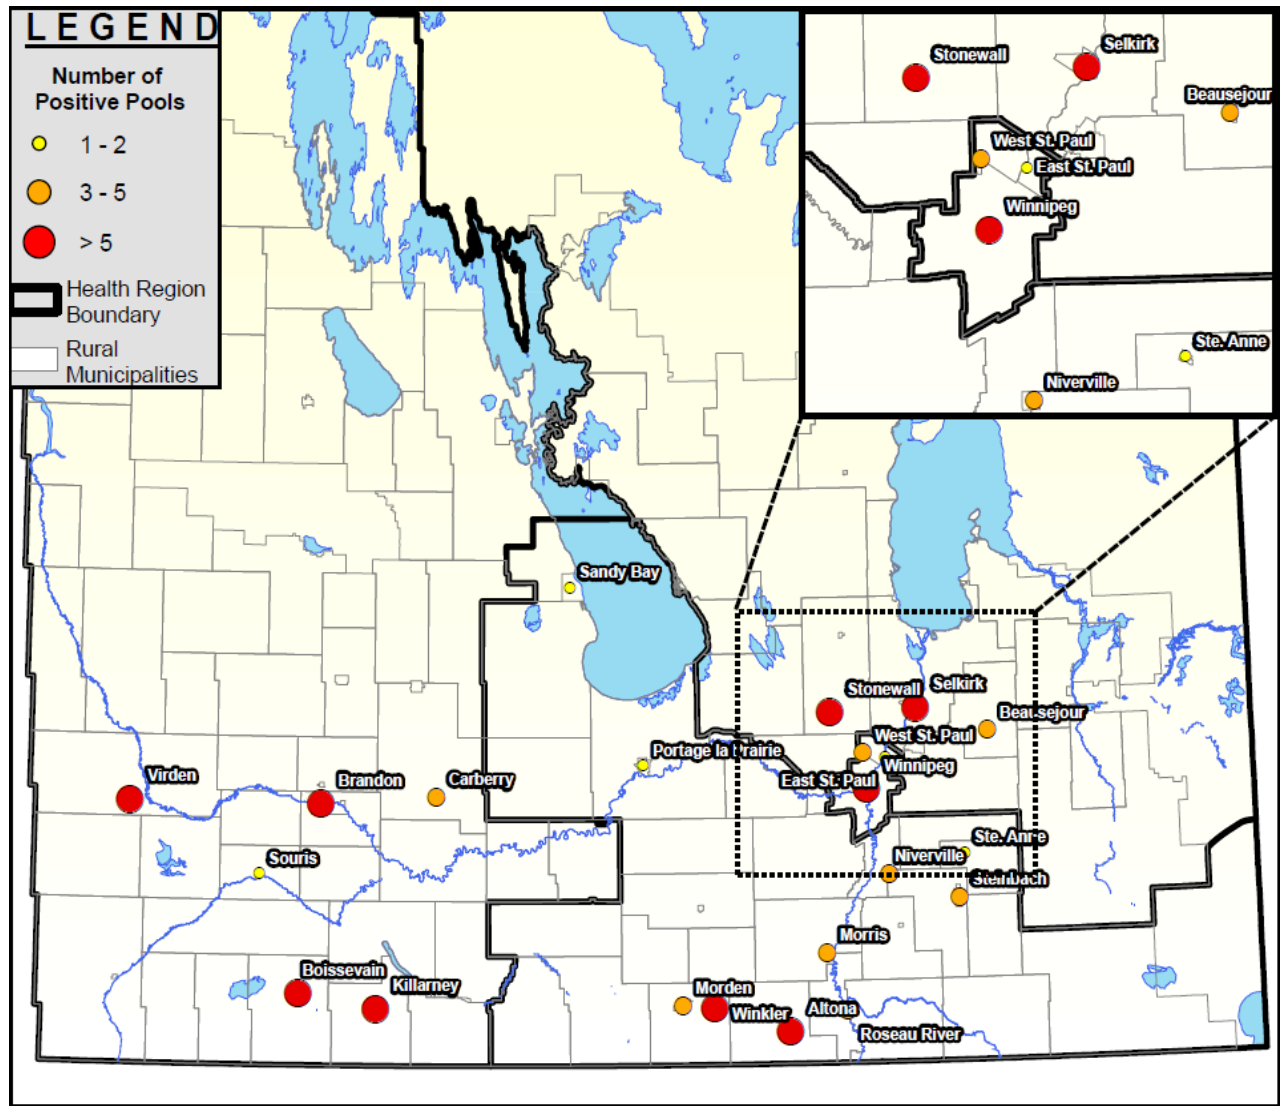 LEGEND
Number of
Positive Pools
1 - 2
3 - 5
> 5
Health Region
Boundary
Rural
Municipalities
Stonewall
Selkirk
Beausejour
West St. Paul
East St. Paul
Winnipeg
Ste. Anne
Niverville
Sandy Bay
Stonewall
Selkirk
Beausejour
West St. Paul
Portage la Prairie
Winnipeg
East St. Paul
Virden
Brandon
Carberry
Ste. Anne
Niverville
Souris
Steinbach
Morris
Boissevain
Killarney
Morden
Winkler
Altona
Roseau River